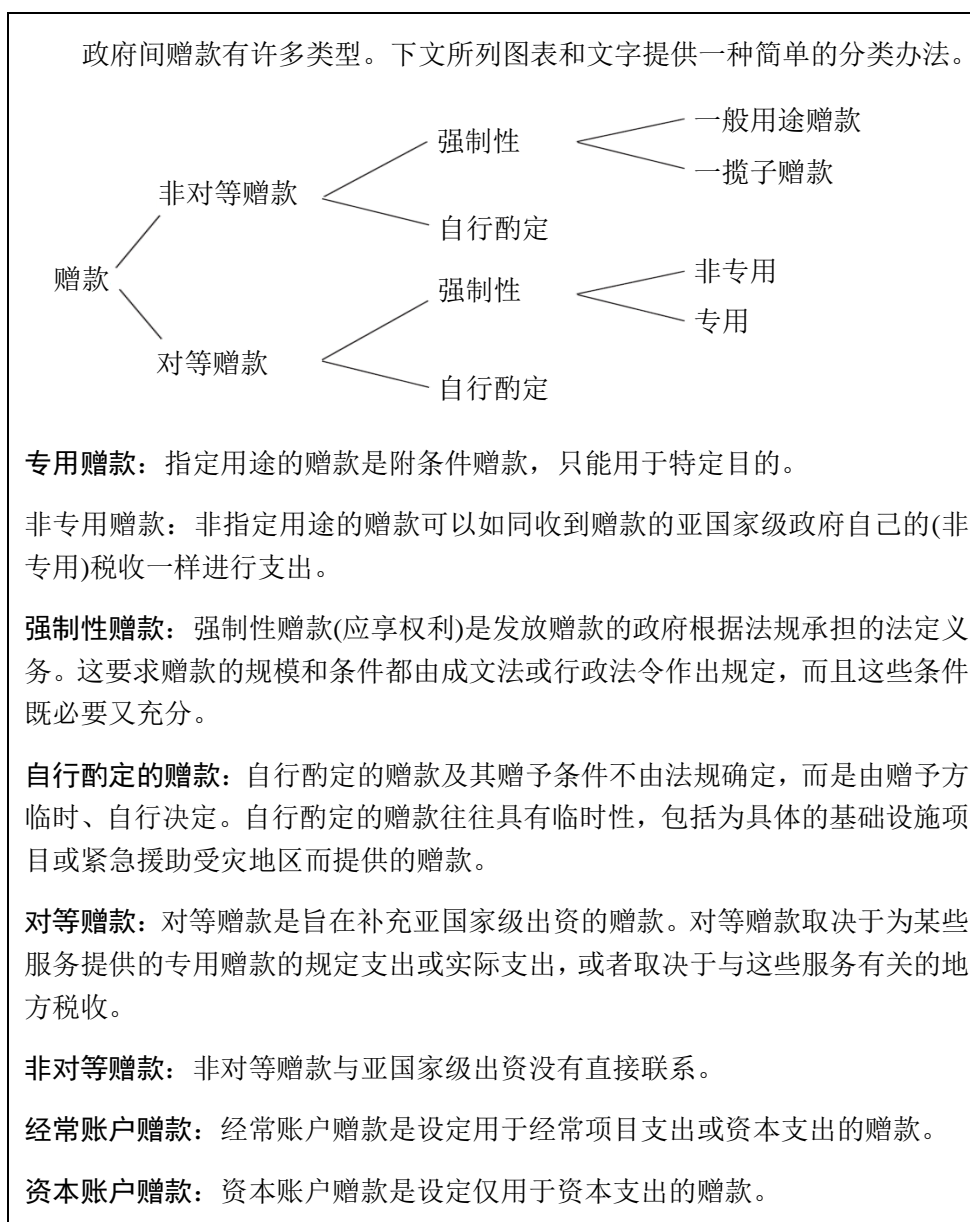 政府间赠款有许多类型。下文所列图表和文字提供一种简单的分类办法。
一般用途赠款
强制性
一揽子赠款
非对等赠款
自行酌定
赠款
非专用
强制性
专用
对等赠款
自行酌定
专用赠款：指定用途的赠款是附条件赠款，只能用于特定目的。
非专用赠款：非指定用途的赠款可以如同收到赠款的亚国家级政府自己的(非
专用)税收一样进行支出。
强制性赠款：强制性赠款(应享权利)是发放赠款的政府根据法规承担的法定义
务。这要求赠款的规模和条件都由成文法或行政法令作出规定，而且这些条件
既必要又充分。
自行酌定的赠款：自行酌定的赠款及其赠予条件不由法规确定，而是由赠予方
临时、自行决定。自行酌定的赠款往往具有临时性，包括为具体的基础设施项
目或紧急援助受灾地区而提供的赠款。
对等赠款：对等赠款是旨在补充亚国家级出资的赠款。对等赠款取决于为某些
服务提供的专用赠款的规定支出或实际支出，或者取决于与这些服务有关的地
方税收。
非对等赠款：非对等赠款与亚国家级出资没有直接联系。
经常账户赠款：经常账户赠款是设定用于经常项目支出或资本支出的赠款。
资本账户赠款：资本账户赠款是设定仅用于资本支出的赠款。